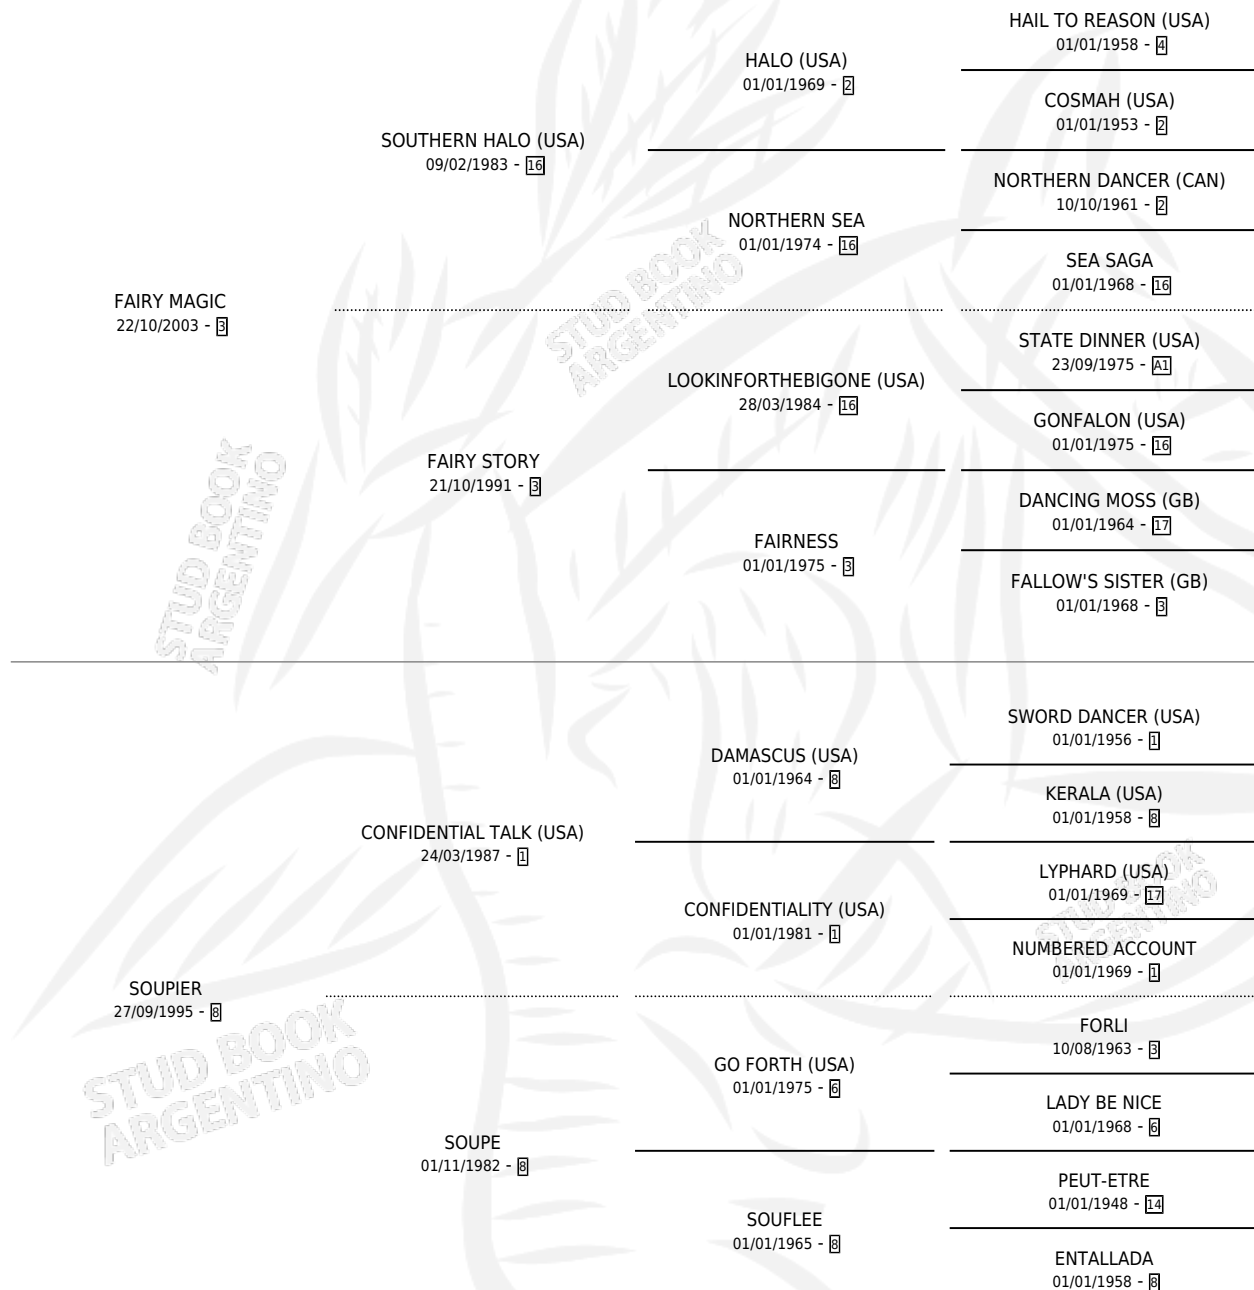 HAIL TO REASON (USA)
01/01/1958 - 4
HALO (USA)
01/01/1969 - 2
COSMAH (USA)
01/01/1953 - 2
SOUTHERN HALO (USA)
09/02/1983 - 16
NORTHERN DANCER (CAN)
10/10/1961 - 2
NORTHERN SEA
01/01/1974 - 16
SEA SAGA
01/01/1968 - 16
FAIRY MAGIC
22/10/2003 - 3
STUD BOOK
ARGENTINO
STATE DINNER (USA)
23/09/1975 - A1
LOOKINFORTHEBIGONE (USA)
28/03/1984 - 16
GONFALON (USA)
01/01/1975 - 16
FAIRY STORY
21/10/1991 - 3
DANCING MOSS (GB)
01/01/1964 - 17
FAIRNESS
01/01/1975 - 3
FALLOW'S SISTER (GB)
01/01/1968 - 3
STUD BOOK
ARGENTINO
SWORD DANCER (USA)
01/01/1956 - 1
DAMASCUS (USA)
01/01/1964 - 8
KERALA (USA)
01/01/1958 - 8
CONFIDENTIAL TALK (USA)
24/03/1987 - 1
LYPHARD (USA)
01/01/1969 - 17
CONFIDENTIALITY (USA)
01/01/1981 - 1
NUMBERED ACCOUNT
01/01/1969 - 1
STUD BOOK
ARGENTINO
SOUPIER
27/09/1995 - 8
STUD BOOK
ARGENTINO
FORLI
10/08/1963 - 3
GO FORTH (USA)
01/01/1975 - 6
LADY BE NICE
01/01/1968 - 6
SOUPE
01/11/1982 - 8
PEUT-ETRE
01/01/1948 - 14
SOUFLEE
01/01/1965 - 8
ENTALLADA
01/01/1958 - 8